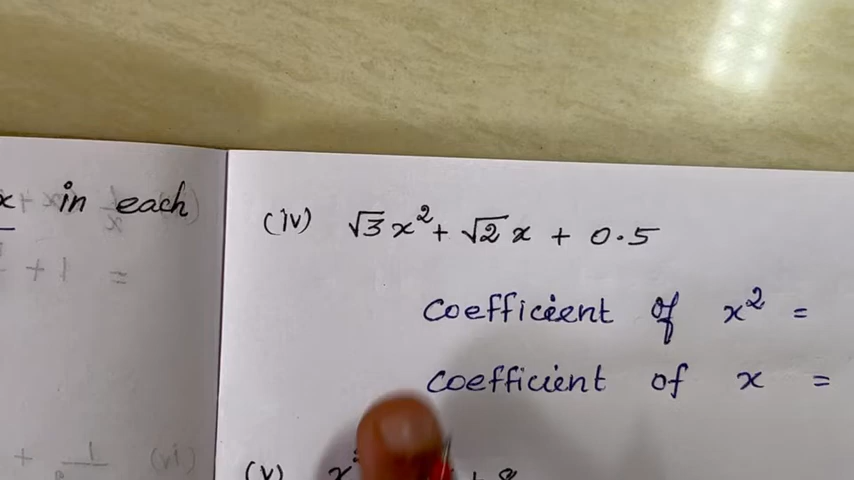 x in each
(iv) √3x² + √2x + 0.5
Coefficient of x² =
Coefficient of x =
(v)